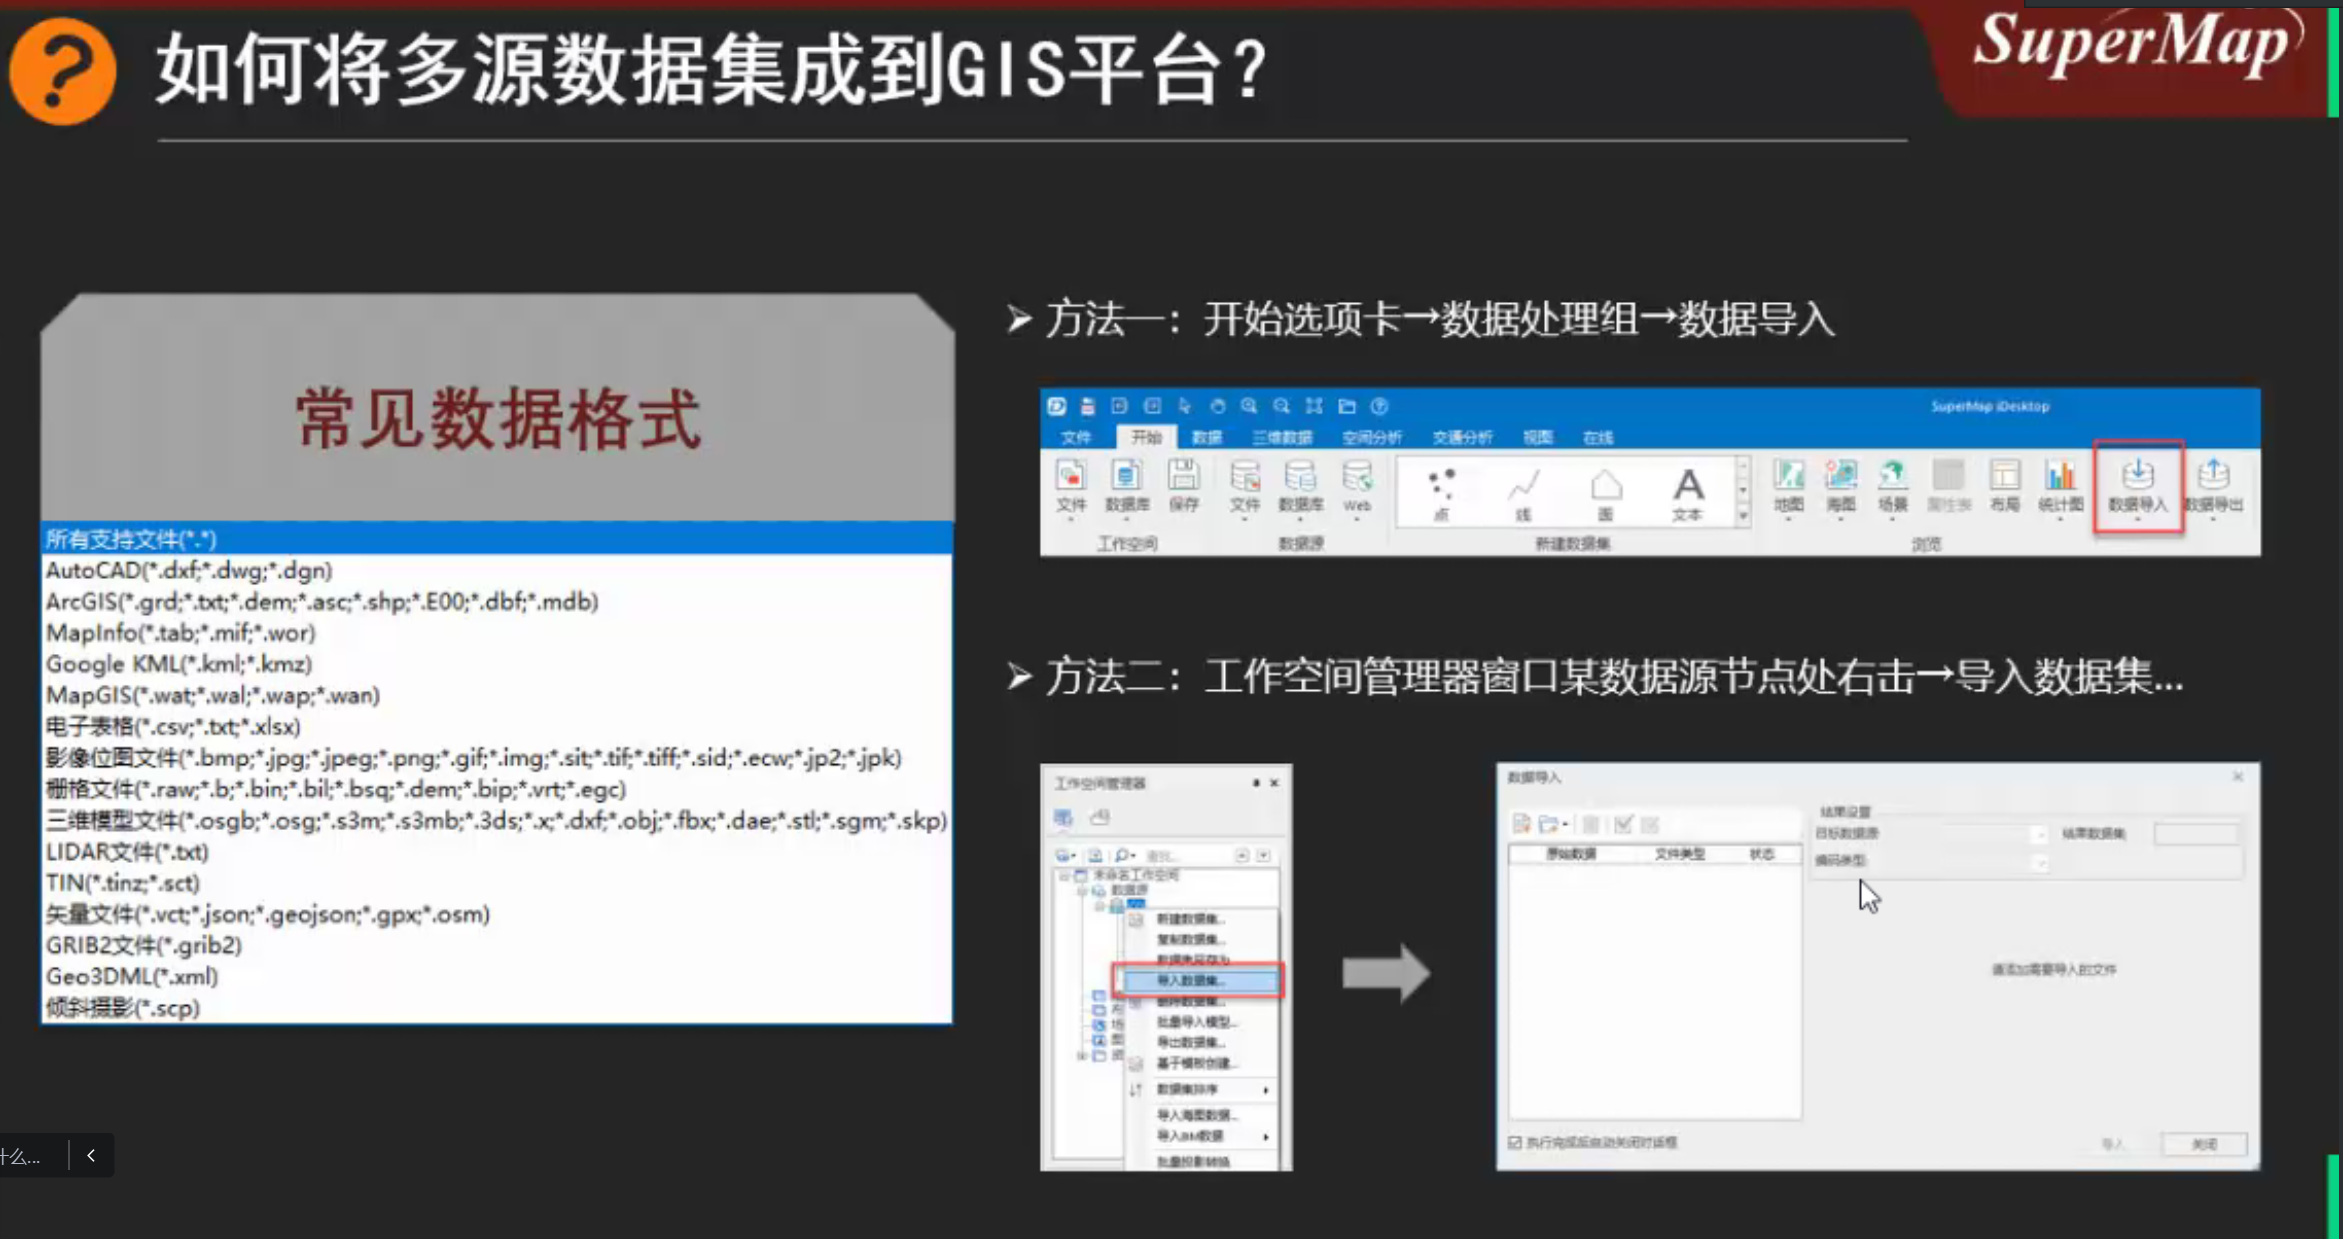 如何将多源数据集成到GIS平台?
SuperMap
常见数据格式
所有支持文件(*.*)
AutoCAD(*.dxf;*.dwg;*.dgn)
ArcGIS(*.grd;*.txt;*.dem;*.asc;*.shp;*.E00;*.dbf;*.mdb)
MapInfo(*.tab;*.mif;*.wor)
Google KML(*.kml;*.kmz)
MapGIS(*.wat;*.wal;*.wap;*.wan)
电子表格(*.csv;*.txt;*.xlsx)
影像位图文件(*.bmp;*.jpg;*.jpeg;*.png;*.gif;*.img;*.sit;*.tif;*.tiff;*.sid;*.ecw;*.jp2;*.jpk)
栅格文件(*.raw;*.b;*.bin;*.bil;*.bsq;*.dem;*.bip;*.vrt;*.egc)
三维模型文件(*.osgb;*.osg;*.s3m;*.s3mb;*.3ds;*.x;*.dxf;*.obj;*.fbx;*.dae;*.stl;*.sgm;*.skp)
LIDAR文件(*.txt)
TIN(*.tinz;*.sct)
矢量文件(*.vct;*.json;*.geojson;*.gpx;*.osm)
GRIB2文件(*.grib2)
Geo3DML(*.xml)
倾斜摄影(*.scp)
➢ 方法一：开始选项卡→数据处理组→数据导入
SuperMap iDesktop
文件 开始 数据 三维数据 空间分析 交通分析 视图 在线
文件 数据库 保存 文件 数据库 Web 点 线 面 文本 地图 海图 场景 属性表 布局 统计图 数据导入 数据导出
工作空间 数据源 新建数据集 浏览
➢ 方法二：工作空间管理器窗口某数据源节点处右击→导入数据集...
工作空间管理器
查找...
未命名工作空间
数据源
新建数据集...
复制数据集...
导入数据集...
删除数据集...
批量导入模型...
导出数据集...
基于模板创建...
数据集排序
导入海图数据...
导入BIM数据
批量投影转换
数据导入
原始数据 文件类型 状态
结果设置
目标数据源 结果数据集
编码类型
请添加需要导入的文件
执行完成后自动关闭对话框
导入 关闭
什么...